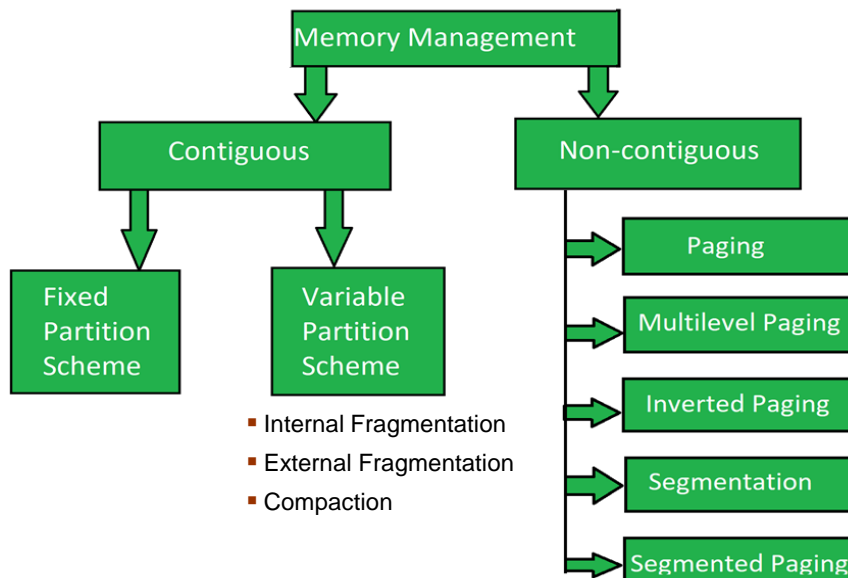 Memory Management
Contiguous
Non-contiguous
Fixed
Partition
Scheme
Variable
Partition
Scheme
▪ Internal Fragmentation
▪ External Fragmentation
▪ Compaction
Paging
Multilevel Paging
Inverted Paging
Segmentation
Segmented Paging